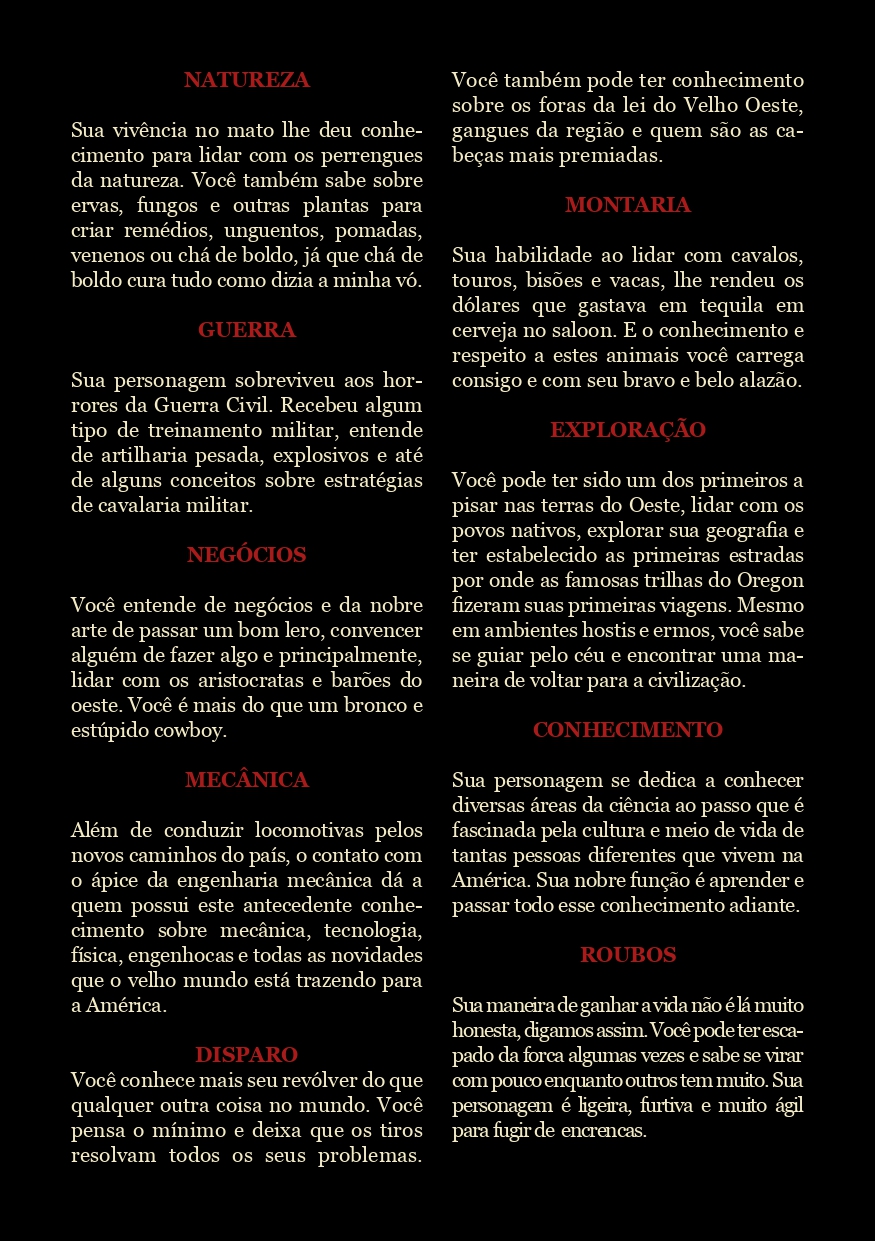 NATUREZA
Sua vivência no mato lhe deu conhe-
cimento para lidar com os perrengues
da natureza. Você também sabe sobre
ervas, fungos e outras plantas para
criar remédios, unguentos, pomadas,
venenos ou chá de boldo, já que chá de
boldo cura tudo como dizia a minha vó.
GUERRA
Sua personagem sobreviveu aos hor-
rores da Guerra Civil. Recebeu algum
tipo de treinamento militar, entende
de artilharia pesada, explosivos e até
de alguns conceitos sobre estratégias
de cavalaria militar.
NEGÓCIOS
Você entende de negócios e da nobre
arte de passar um bom lero, convencer
alguém de fazer algo e principalmente,
lidar com os aristocratas e barões do
oeste. Você é mais do que um bronco e
estúpido cowboy.
MECÂNICA
Além de conduzir locomotivas pelos
novos caminhos do país, o contato com
o ápice da engenharia mecânica dá a
quem possui este antecedente conhe-
cimento sobre mecânica, tecnologia,
física, engenhocas e todas as novidades
que o velho mundo está trazendo para
a América.
DISPARO
Você conhece mais seu revólver do que
qualquer outra coisa no mundo. Você
pensa o mínimo e deixa que os tiros
resolvam todos os seus problemas.
Você também pode ter conhecimento
sobre os foras da lei do Velho Oeste,
gangues da região e quem são as ca-
beças mais premiadas.
MONTARIA
Sua habilidade ao lidar com cavalos,
touros, bisões e vacas, lhe rendeu os
dólares que gastava em tequila em
cerveja no saloon. E o conhecimento e
respeito a estes animais você carrega
consigo e com seu bravo e belo alazão.
EXPLORAÇÃO
Você pode ter sido um dos primeiros a
pisar nas terras do Oeste, lidar com os
povos nativos, explorar sua geografia e
ter estabelecido as primeiras estradas
por onde as famosas trilhas do Oregon
fizeram suas primeiras viagens. Mesmo
em ambientes hostis e ermos, você sabe
se guiar pelo céu e encontrar uma ma-
neira de voltar para a civilização.
CONHECIMENTO
Sua personagem se dedica a conhecer
diversas áreas da ciência ao passo que é
fascinada pela cultura e meio de vida de
tantas pessoas diferentes que vivem na
América. Sua nobre função é aprender e
passar todo esse conhecimento adiante.
ROUBOS
Sua maneira de ganhar a vida não é lá muito
honesta, digamos assim. Você pode ter esca-
pado da forca algumas vezes e sabe se virar
com pouco enquanto outros tem muito. Sua
personagem é ligeira, furtiva e muito ágil
para fugir de encrencas.